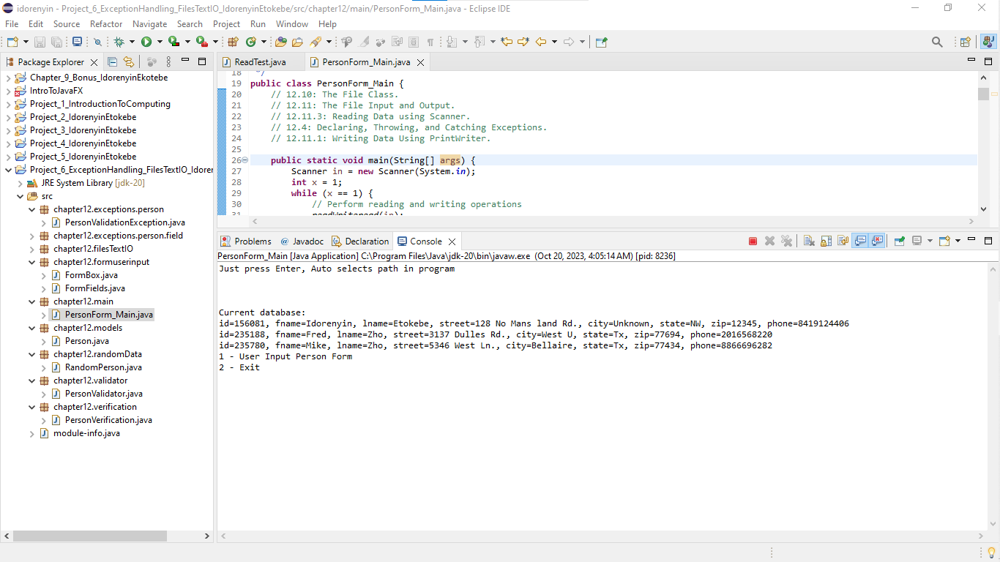 idorenyin - Project_6_ExceptionHandling_FilesTextIO_IdorenyinEtokebe/src/chapter12/main/PersonForm_Main.java - Eclipse IDE
File Edit Source Refactor Navigate Search Project Run Window Help
Package Explorer
Chapter_9_Bonus_IdorenyinEkotebe
IntroToJavaFX
Project_1_IntroductionToComputing
Project_2_IdorenyinEtokebe
Project_3_IdorenyinEtokebe
Project_4_IdorenyinEtokebe
Project_5_IdorenyinEtokebe
Project_6_ExceptionHandling_FilesTextIO_Idorer
JRE System Library [jdk-20]
src
chapter12.exceptions.person
PersonValidationException.java
chapter12.exceptions.person.field
chapter12.filesTextIO
chapter12.formuserinput
FormBox.java
FormFields.java
chapter12.main
PersonForm_Main.java
chapter12.models
Person.java
chapter12.randomData
RandomPerson.java
chapter12.validator
PersonValidator.java
chapter12.verification
PersonVerification.java
module-info.java
ReadTest.java PersonForm_Main.java
18 */
19 public class PersonForm_Main {
20 // 12.10: The File Class.
21 // 12.11: The File Input and Output.
22 // 12.11.3: Reading Data using Scanner.
23 // 12.4: Declaring, Throwing, and Catching Exceptions.
24 // 12.11.1: Writing Data Using PrintWriter.
25
26 public static void main(String[] args) {
27 Scanner in = new Scanner(System.in);
28 int x = 1;
29 while (x == 1) {
30 // Perform reading and writing operations
31 readWriteread(in);
Problems Javadoc Declaration Console
PersonForm_Main [Java Application] C:\Program Files\Java\jdk-20\bin\javaw.exe (Oct 20, 2023, 4:05:14 AM) [pid: 8236]
Just press Enter, Auto selects path in program
Current database:
id=156081, fname=Idorenyin, lname=Etokebe, street=128 No Mans land Rd., city=Unknown, state=NW, zip=12345, phone=8419124406
id=235188, fname=Fred, lname=Zho, street=3137 Dulles Rd., city=West U, state=Tx, zip=77694, phone=2016568220
id=235780, fname=Mike, lname=Zho, street=5346 West Ln., city=Bellaire, state=Tx, zip=77434, phone=8866696282
1 - User Input Person Form
2 - Exit